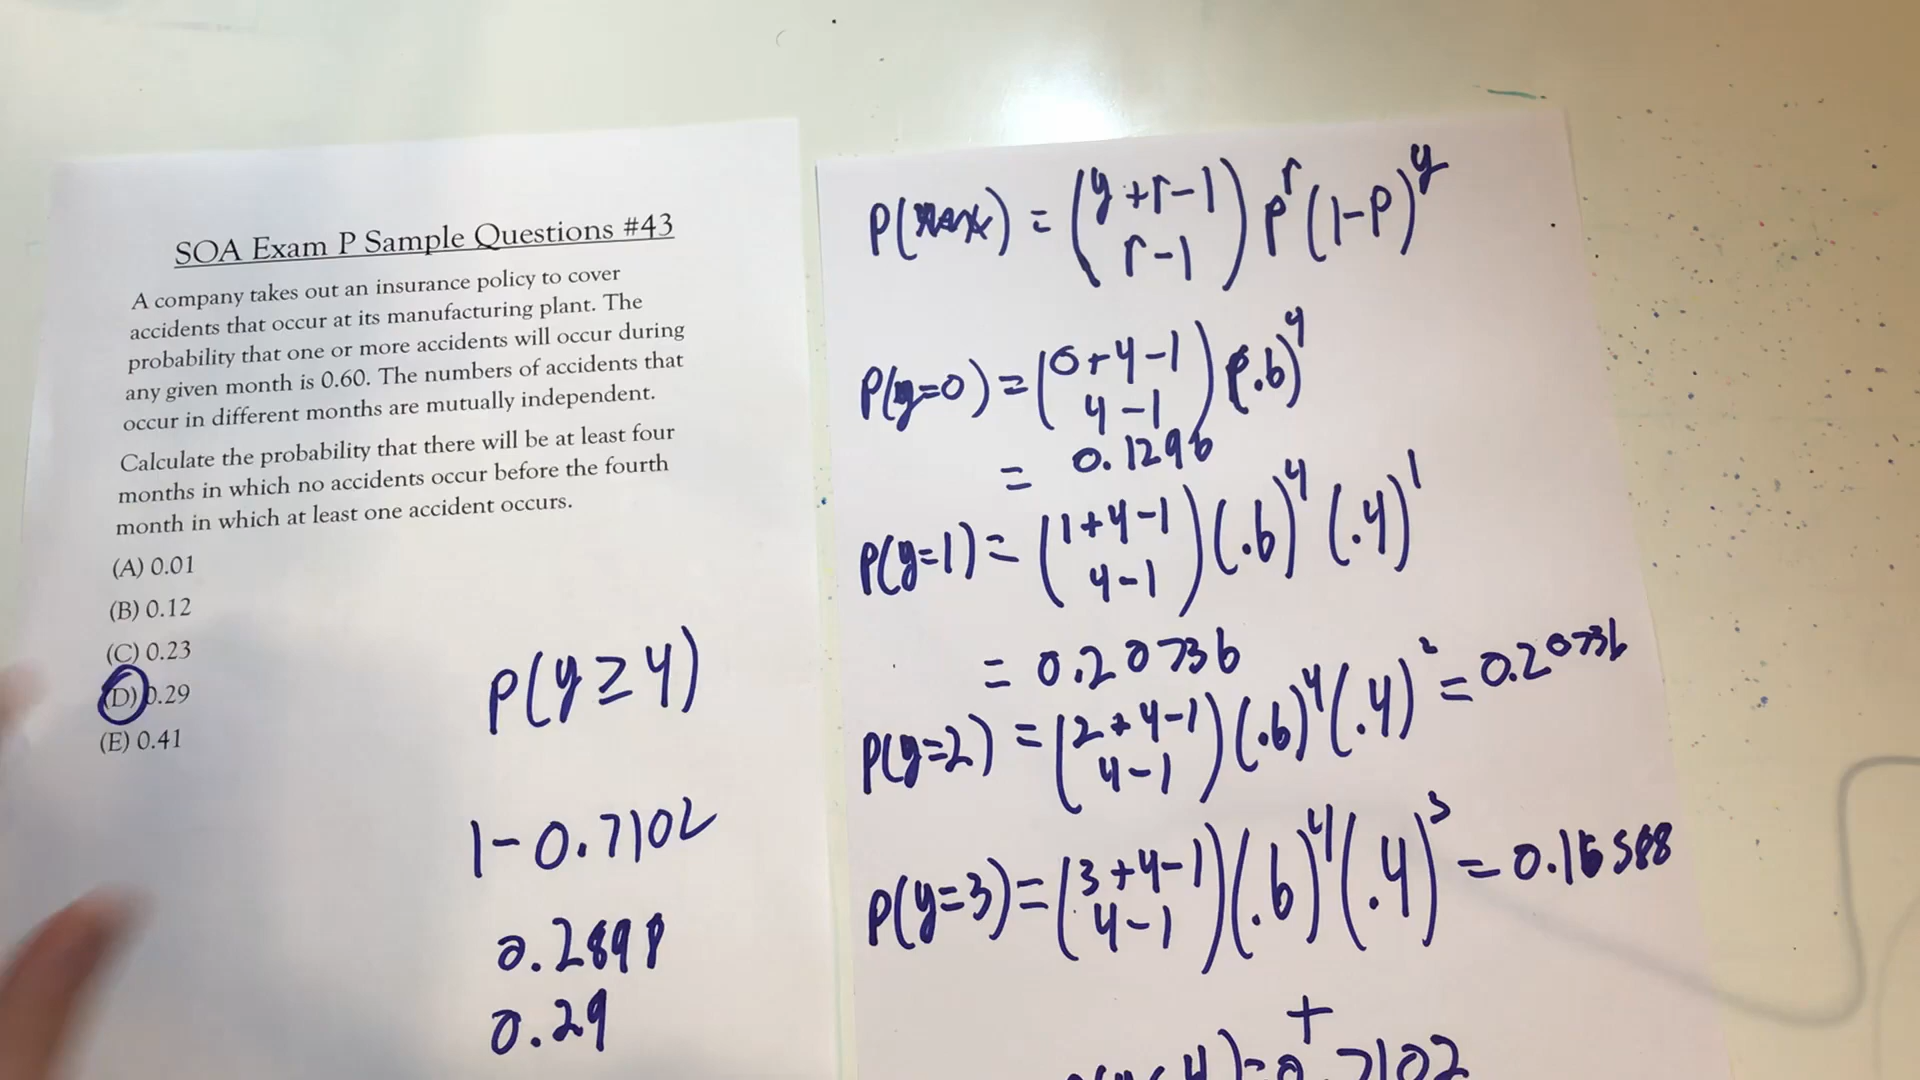 SOA Exam P Sample Questions #43
A company takes out an insurance policy to cover
accidents that occur at its manufacturing plant. The
probability that one or more accidents will occur during
any given month is 0.60. The numbers of accidents that
occur in different months are mutually independent.
Calculate the probability that there will be at least four
months in which no accidents occur before the fourth
month in which at least one accident occurs.
(A) 0.01
(B) 0.12
(C) 0.23
(D) 0.29
(E) 0.41
P(y≥4)
1-0.7102
0.2898
0.29
P( ) = (y+r-1 r-1) p^r (1-p)^y
P(y=0) = (0+4-1 4-1) (.6)^4
= 0.1296
P(y=1) = (1+4-1 4-1) (.6)^4 (.4)^1
= 0.20736
P(y=2) = (2+4-1 4-1) (.6)^4 (.4)^2 = 0.20736
P(y=3) = (3+4-1 4-1) (.6)^4 (.4)^3 = 0.16588
+
4) = 0.7102